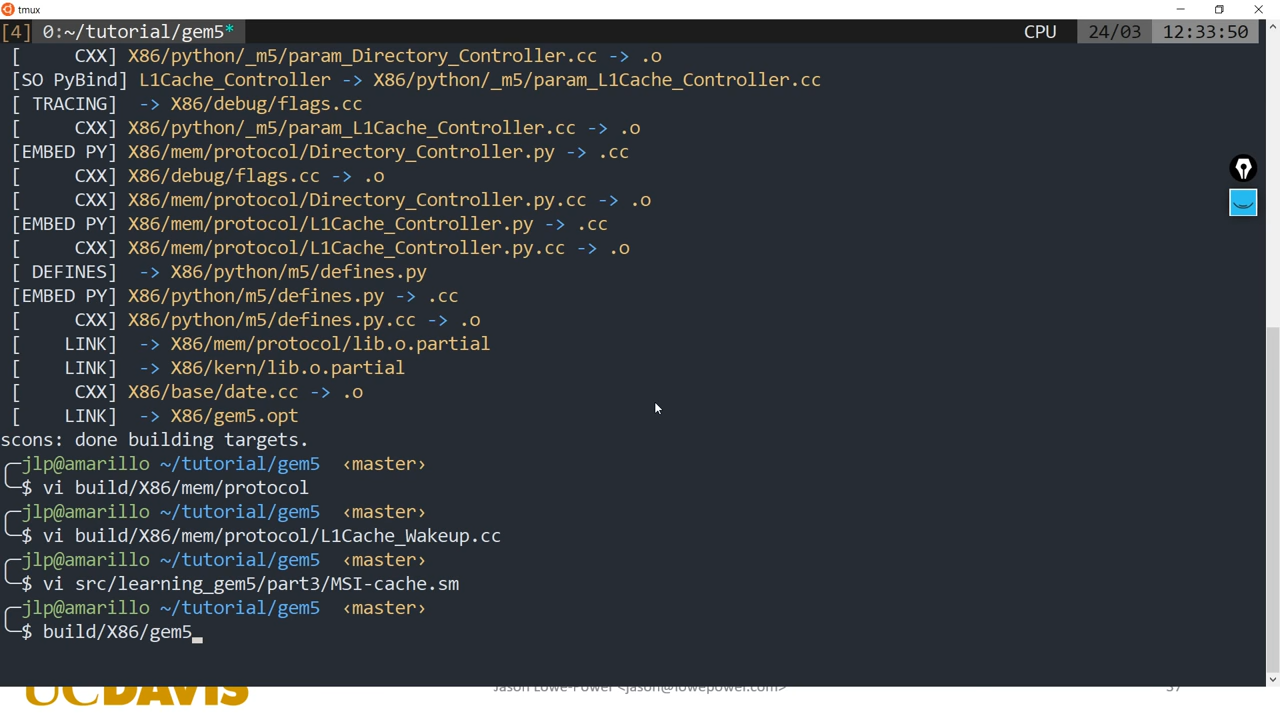 tmux
[4] 0:~/tutorial/gem5* CPU 24/03 12:33:50
[ CXX] X86/python/_m5/param_Directory_Controller.cc -> .o
[SO PyBind] L1Cache_Controller -> X86/python/_m5/param_L1Cache_Controller.cc
[ TRACING] -> X86/debug/flags.cc
[ CXX] X86/python/_m5/param_L1Cache_Controller.cc -> .o
[EMBED PY] X86/mem/protocol/Directory_Controller.py -> .cc
[ CXX] X86/debug/flags.cc -> .o
[ CXX] X86/mem/protocol/Directory_Controller.py.cc -> .o
[EMBED PY] X86/mem/protocol/L1Cache_Controller.py -> .cc
[ CXX] X86/mem/protocol/L1Cache_Controller.py.cc -> .o
[ DEFINES] -> X86/python/m5/defines.py
[EMBED PY] X86/python/m5/defines.py -> .cc
[ CXX] X86/python/m5/defines.py.cc -> .o
[ LINK] -> X86/mem/protocol/lib.o.partial
[ LINK] -> X86/kern/lib.o.partial
[ CXX] X86/base/date.cc -> .o
[ LINK] -> X86/gem5.opt
scons: done building targets.
jlp@amarillo ~/tutorial/gem5 ‹master›
$ vi build/X86/mem/protocol
jlp@amarillo ~/tutorial/gem5 ‹master›
$ vi build/X86/mem/protocol/L1Cache_Wakeup.cc
jlp@amarillo ~/tutorial/gem5 ‹master›
$ vi src/learning_gem5/part3/MSI-cache.sm
jlp@amarillo ~/tutorial/gem5 ‹master›
$ build/X86/gem5
UCDAVIS Jason Lowe-Power <jason@lowepower.com> 37